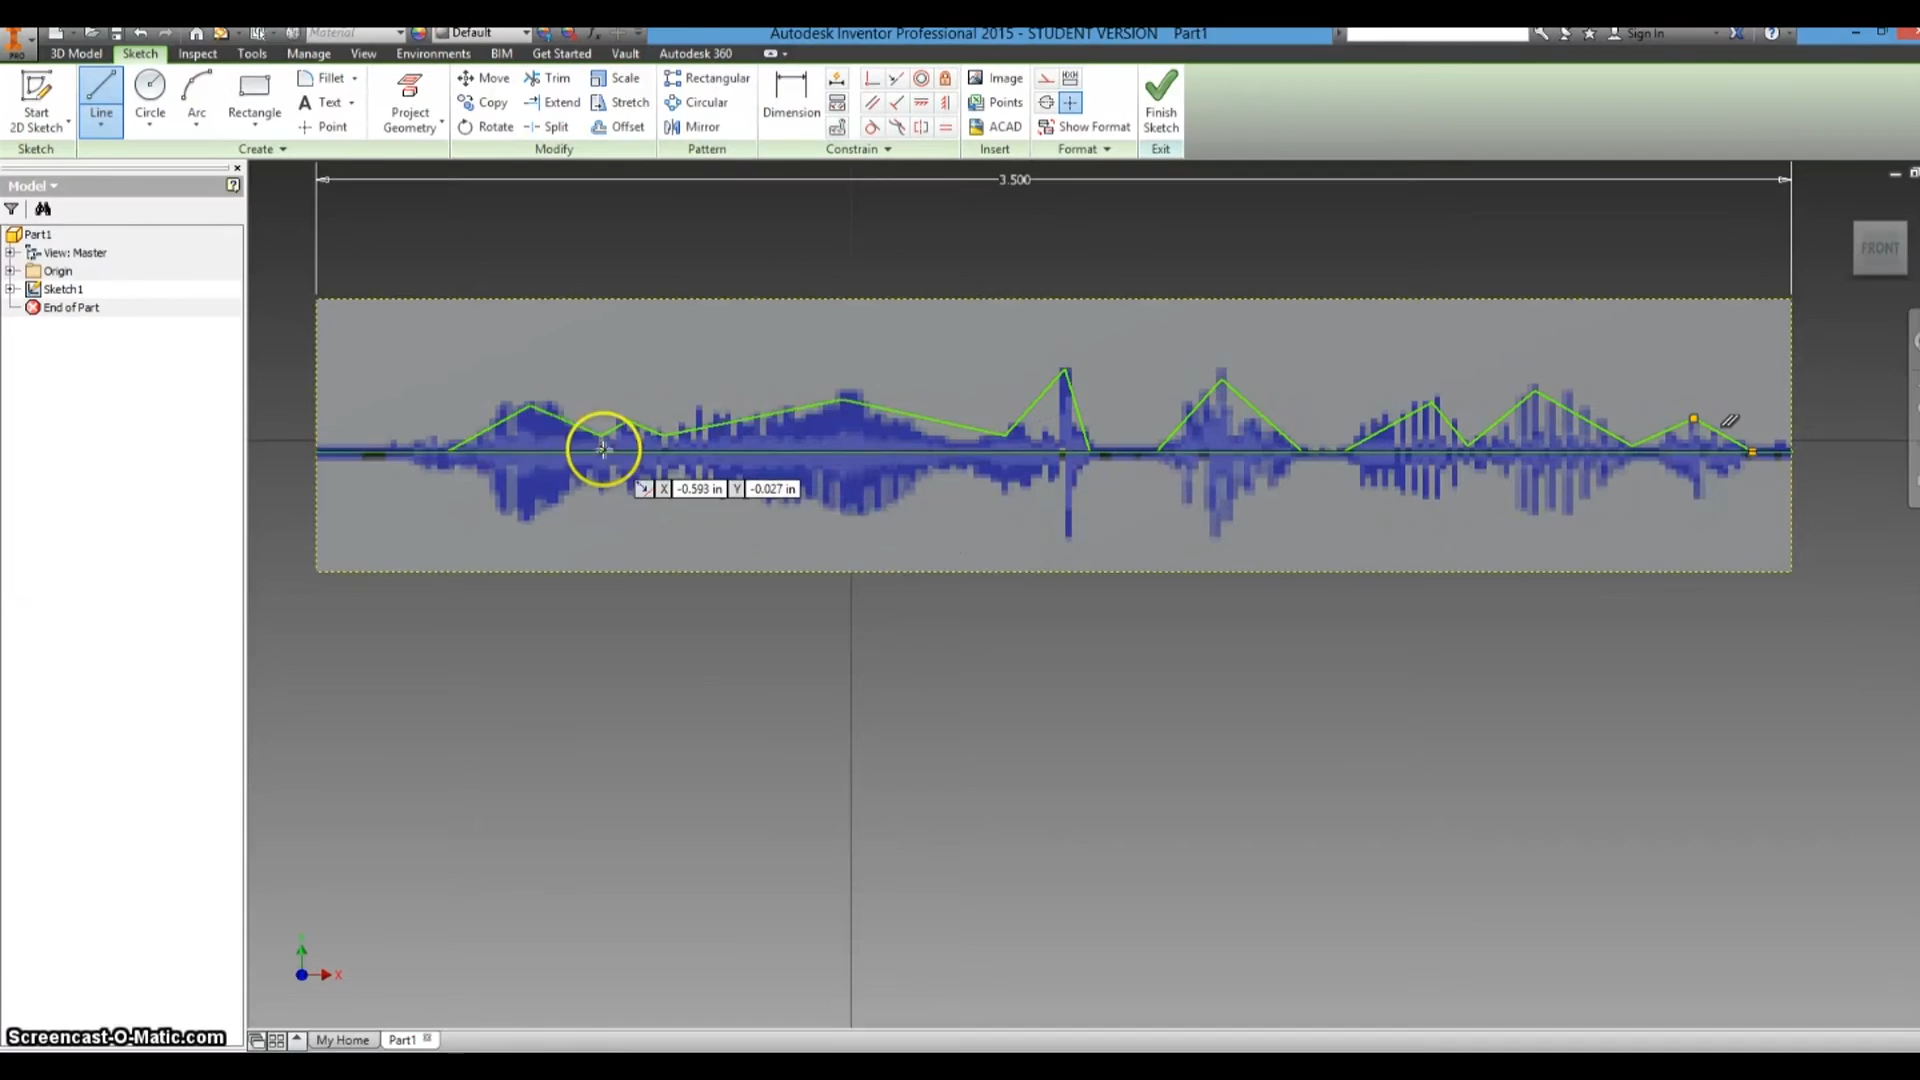 Material Default Autodesk Inventor Professional 2015 - STUDENT VERSION Part1 Sign In
PRO 3D Model Sketch Inspect Tools Manage View Environments BIM Get Started Vault Autodesk 360
Start 2D Sketch Line Circle Arc Rectangle Fillet Text Point Project Geometry
Move Copy Rotate Trim Extend Split Scale Stretch Offset
Rectangular Circular Mirror Dimension Image Points ACAD Show Format Finish Sketch
Sketch Create Modify Pattern Constrain Insert Format Exit
Model
Part1
View: Master
Origin
Sketch1
End of Part
3.500
FRONT
X -0.593 in Y -0.027 in
X
Screencast-O-Matic.com
My Home Part1